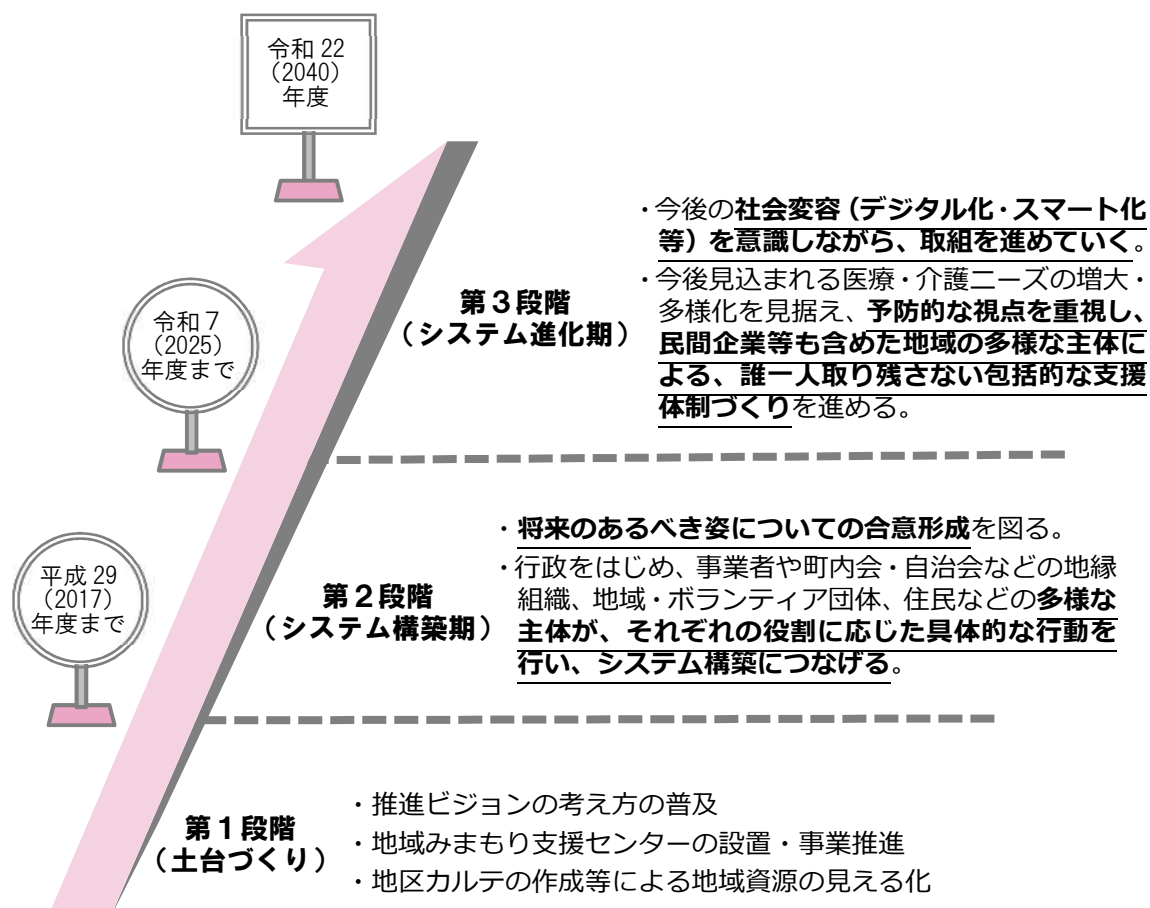 令和 22
（2040）
年度
・今後の社会変容（デジタル化・スマート化
等）を意識しながら、取組を進めていく。
・今後見込まれる医療・介護ニーズの増大・
多様化を見据え、予防的な視点を重視し、
民間企業等も含めた地域の多様な主体に
よる、誰一人取り残さない包括的な支援
体制づくりを進める。
第３段階
（システム進化期）
令和 7
（2025）
年度まで
・将来のあるべき姿についての合意形成を図る。
・行政をはじめ、事業者や町内会・自治会などの地縁
組織、地域・ボランティア団体、住民などの多様な
主体が、それぞれの役割に応じた具体的な行動を
行い、システム構築につなげる。
第２段階
（システム構築期）
平成 29
（2017）
年度まで
第１段階
（土台づくり）
・推進ビジョンの考え方の普及
・地域みまもり支援センターの設置・事業推進
・地区カルテの作成等による地域資源の見える化